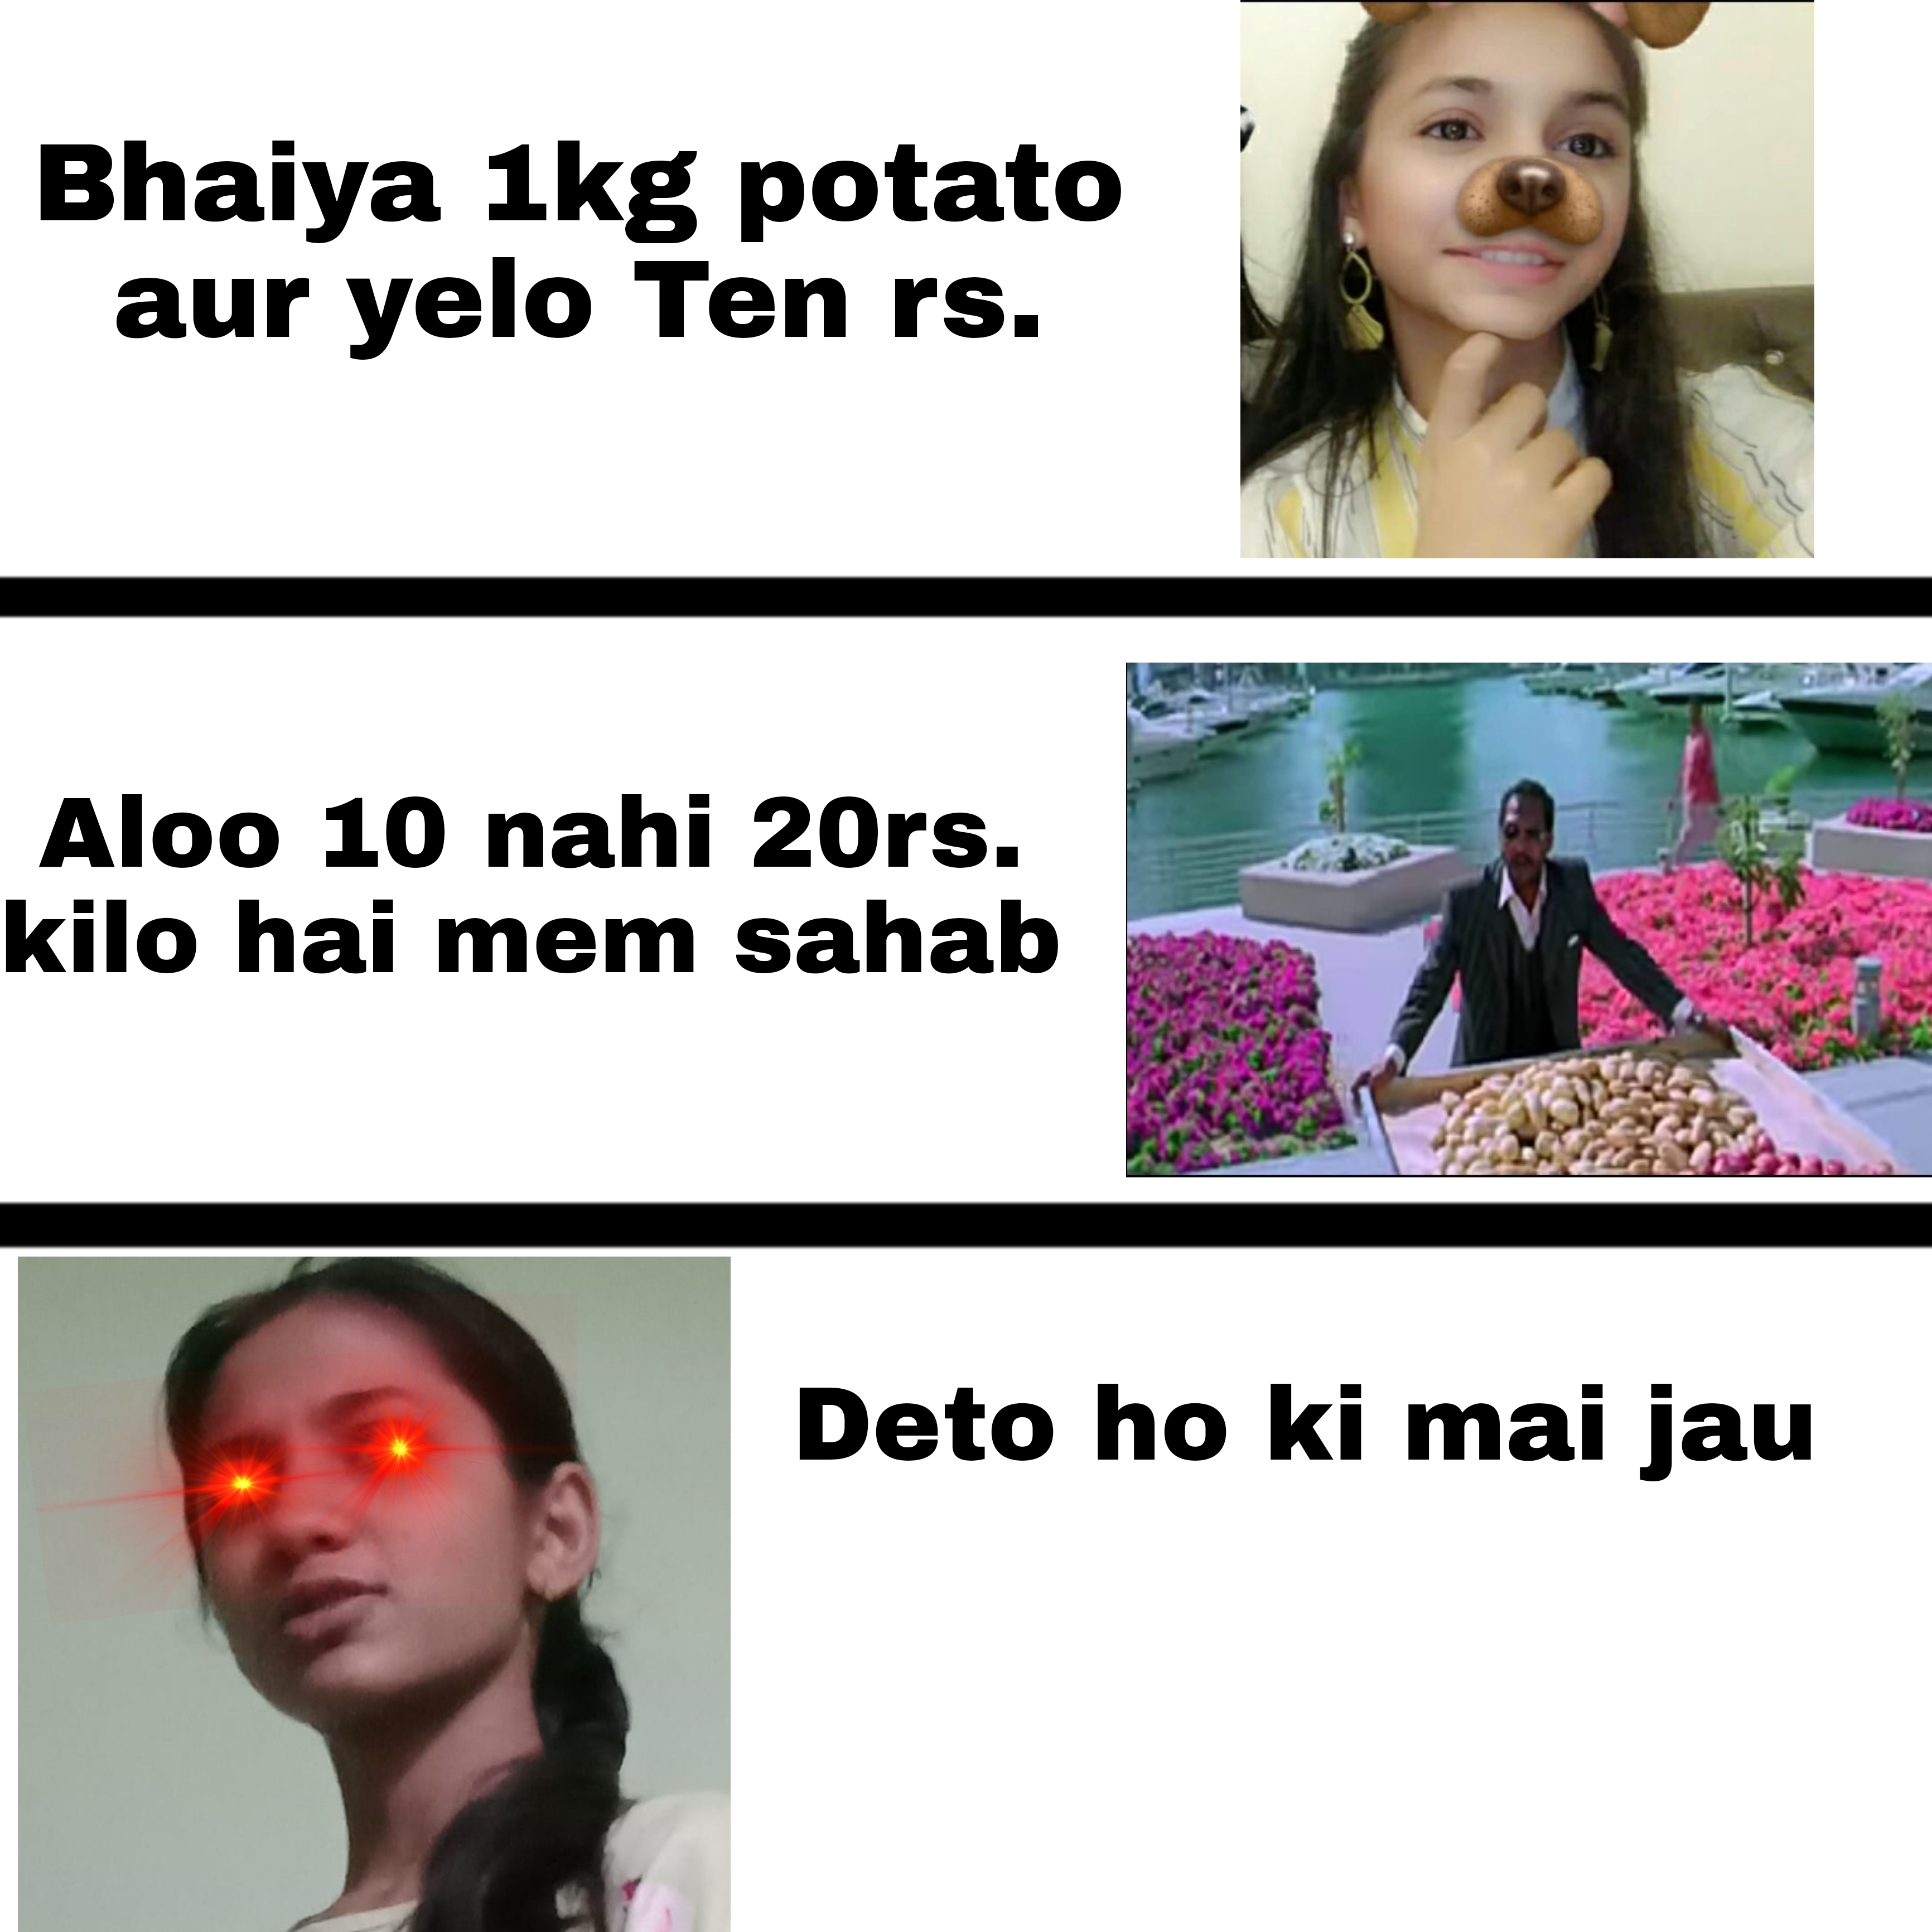 Bhaiya 1kg potato
aur yelo Ten rs.
Aloo 10 nahi 20rs.
kilo hai mem sahab
Deto ho ki mai jau